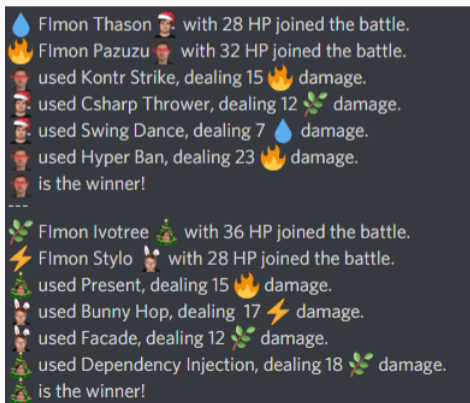 FImon Thason with 28 HP joined the battle.
FImon Pazuzu with 32 HP joined the battle.
used Kontr Strike, dealing 15 damage.
used Csharp Thrower, dealing 12 damage.
used Swing Dance, dealing 7 damage.
used Hyper Ban, dealing 23 damage.
is the winner!
---
FImon Ivotree with 36 HP joined the battle.
FImon Stylo with 28 HP joined the battle.
used Present, dealing 15 damage.
used Bunny Hop, dealing 17 damage.
used Facade, dealing 12 damage.
used Dependency Injection, dealing 18 damage.
is the winner!